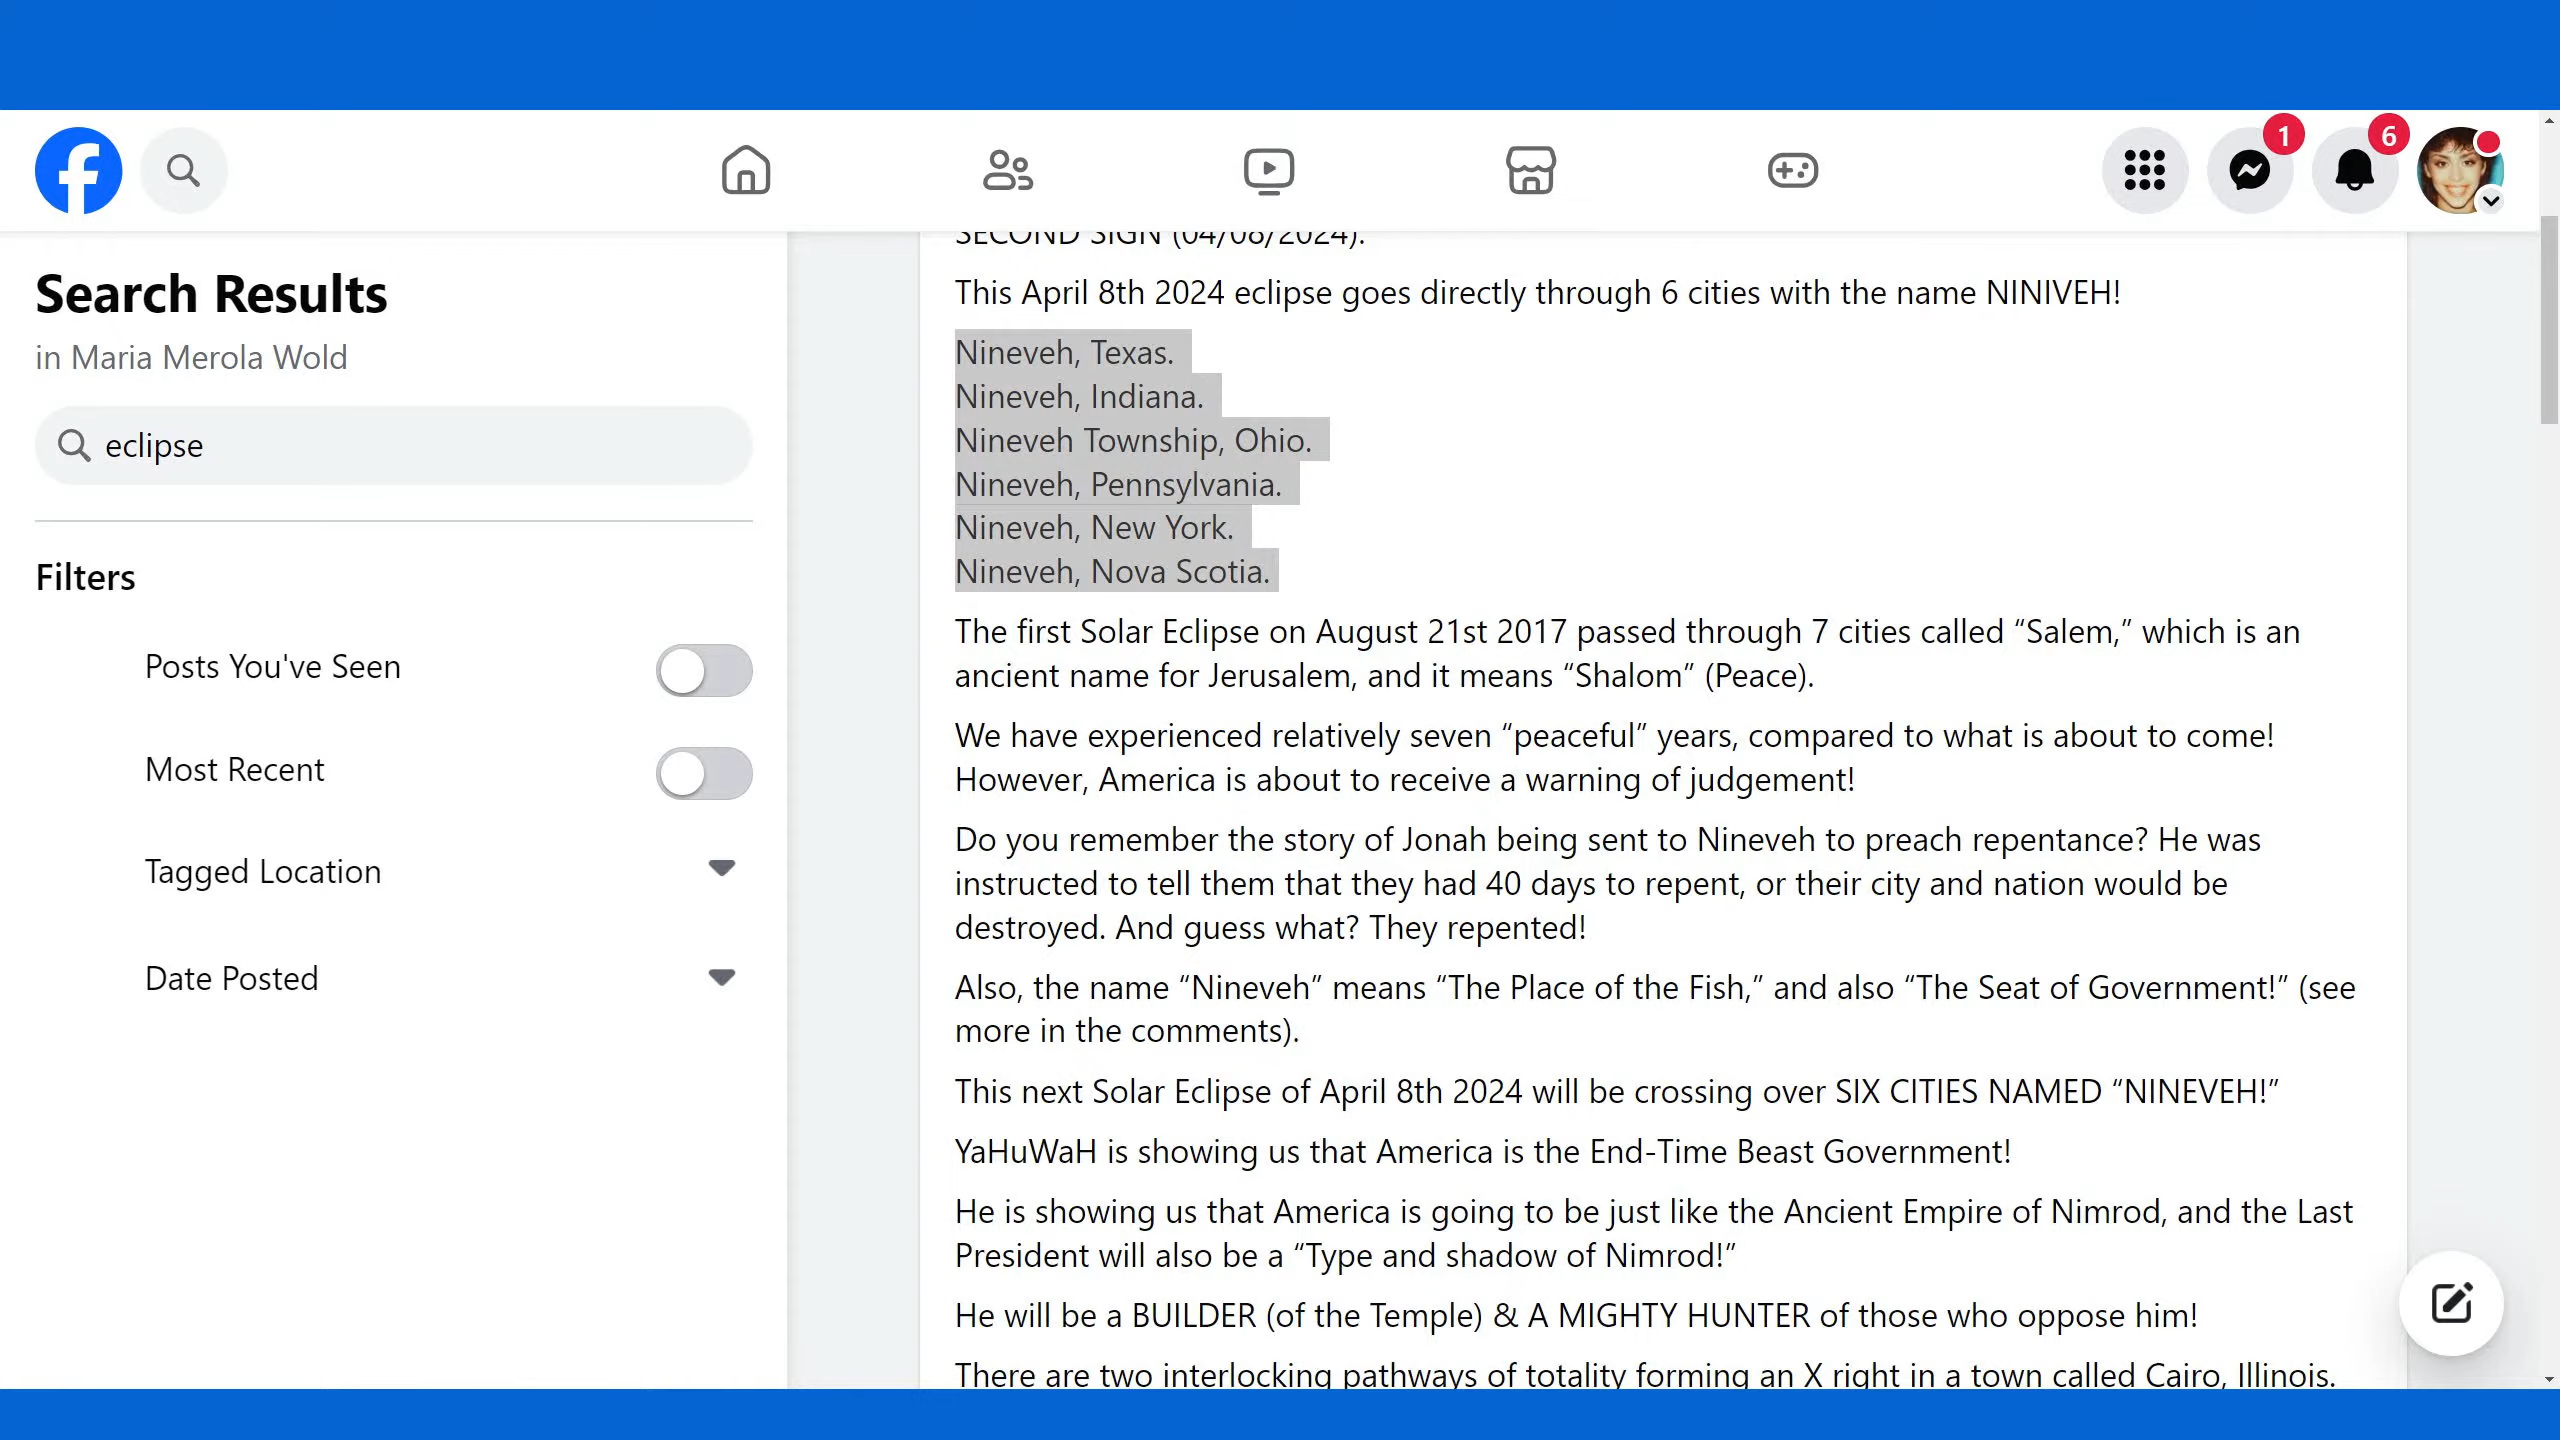 1
6
SECOND SIGN (04/08/2024).
Search Results
in Maria Merola Wold
eclipse
Filters
Posts You've Seen
Most Recent
Tagged Location
Date Posted
This April 8th 2024 eclipse goes directly through 6 cities with the name NINIVEH!
Nineveh, Texas.
Nineveh, Indiana.
Nineveh Township, Ohio.
Nineveh, Pennsylvania.
Nineveh, New York.
Nineveh, Nova Scotia.
The first Solar Eclipse on August 21st 2017 passed through 7 cities called “Salem,” which is an
ancient name for Jerusalem, and it means “Shalom” (Peace).
We have experienced relatively seven “peaceful” years, compared to what is about to come!
However, America is about to receive a warning of judgement!
Do you remember the story of Jonah being sent to Nineveh to preach repentance? He was
instructed to tell them that they had 40 days to repent, or their city and nation would be
destroyed. And guess what? They repented!
Also, the name “Nineveh” means “The Place of the Fish,” and also “The Seat of Government!” (see
more in the comments).
This next Solar Eclipse of April 8th 2024 will be crossing over SIX CITIES NAMED “NINEVEH!”
YaHuWaH is showing us that America is the End-Time Beast Government!
He is showing us that America is going to be just like the Ancient Empire of Nimrod, and the Last
President will also be a “Type and shadow of Nimrod!”
He will be a BUILDER (of the Temple) & A MIGHTY HUNTER of those who oppose him!
There are two interlocking pathways of totality forming an X right in a town called Cairo, Illinois.